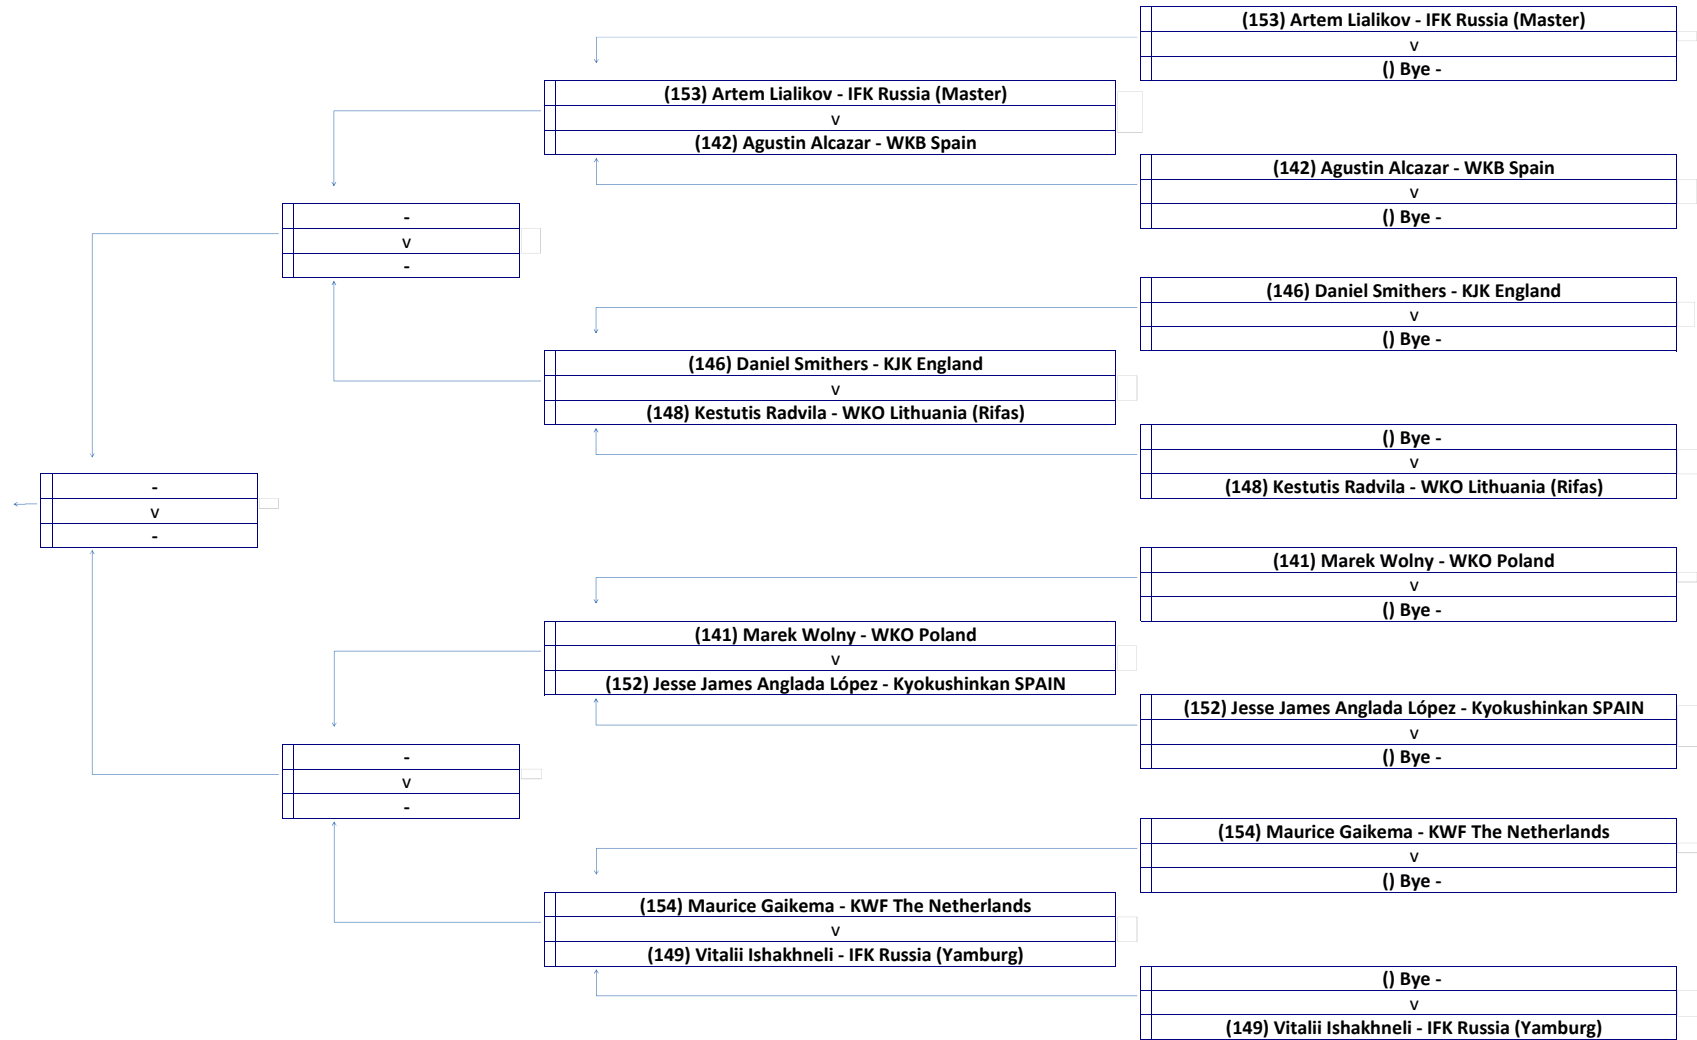 (153) Artem Lialikov - IFK Russia (Master)
v
() Bye -
(153) Artem Lialikov - IFK Russia (Master)
v
(142) Agustin Alcazar - WKB Spain
(142) Agustin Alcazar - WKB Spain
v
() Bye -
-
v
-
(146) Daniel Smithers - KJK England
v
() Bye -
(146) Daniel Smithers - KJK England
v
(148) Kestutis Radvila - WKO Lithuania (Rifas)
() Bye -
v
(148) Kestutis Radvila - WKO Lithuania (Rifas)
-
v
-
(141) Marek Wolny - WKO Poland
v
() Bye -
(141) Marek Wolny - WKO Poland
v
(152) Jesse James Anglada López - Kyokushinkan SPAIN
(152) Jesse James Anglada López - Kyokushinkan SPAIN
v
() Bye -
-
v
-
(154) Maurice Gaikema - KWF The Netherlands
v
() Bye -
(154) Maurice Gaikema - KWF The Netherlands
v
(149) Vitalii Ishakhneli - IFK Russia (Yamburg)
() Bye -
v
(149) Vitalii Ishakhneli - IFK Russia (Yamburg)